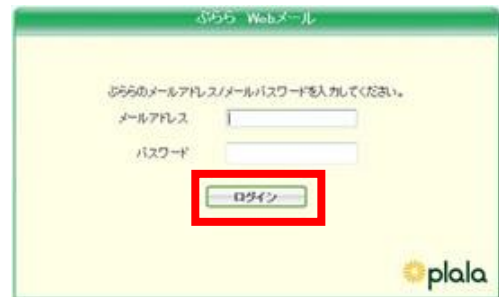 ぷらら Webメール
ぷららのメールアドレス/メールパスワードを入力してください。
メールアドレス
パスワード
ログイン
plala